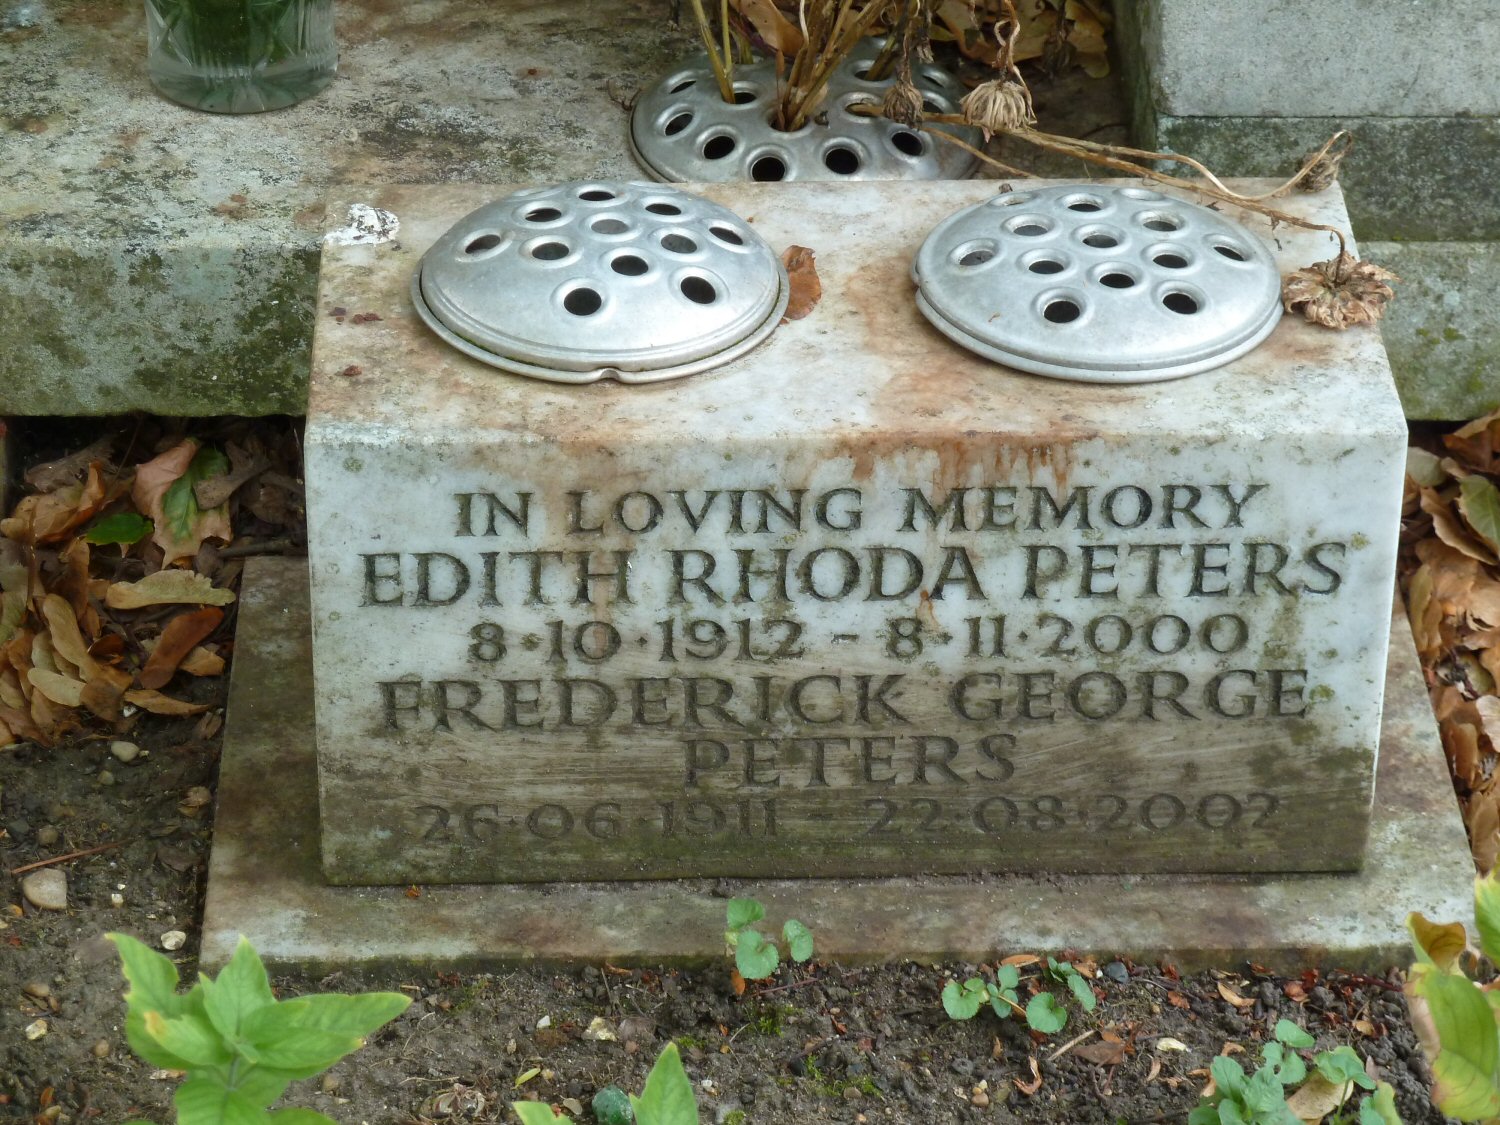 IN LOVING MEMORY
EDITH RHODA PETERS
8·10·1912 - 8·11·2000
FREDERICK GEORGE
PETERS
26·06·1911 - 22·08·2002